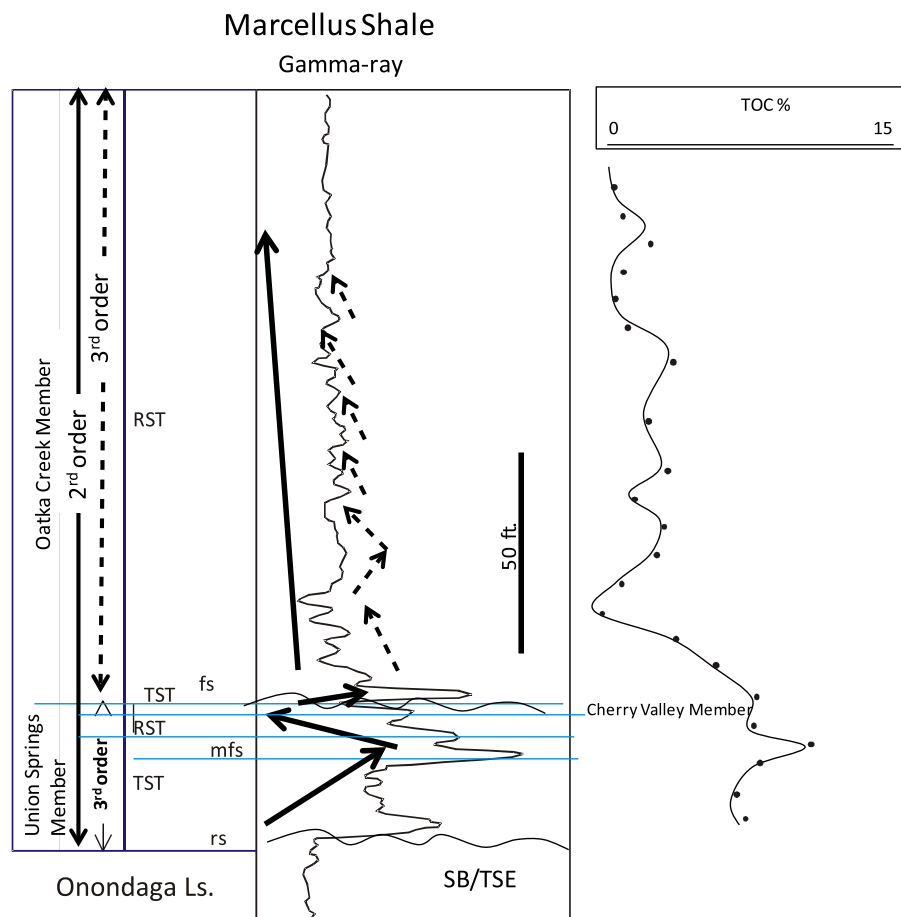 Marcellus Shale
Gamma-ray
TOC %
0
15
Oatka Creek Member
2rd order
3rd order
RST
50 ft.
fs
TST
Cherry Valley Member
RST
mfs
Union Springs
Member
3rd order
TST
rs
Onondaga Ls.
SB/TSE